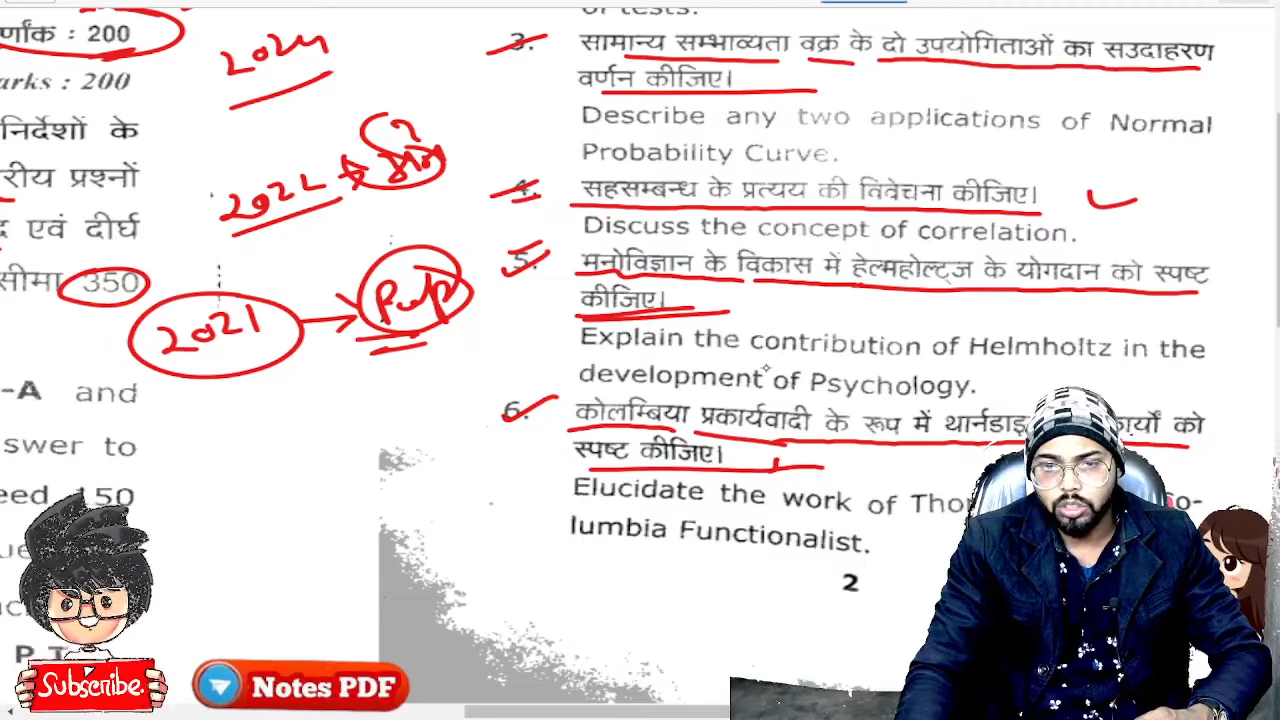 पूर्णांक : 200
arks : 200
निर्देशों के
रीय प्रश्नों
एवं दीर्घ
सीमा 350
-A and
swer to
eed 150
2024
2022
2021
of tests.
3. सामान्य सम्भाव्यता वक्र के दो उपयोगिताओं का सउदाहरण
वर्णन कीजिए।
Describe any two applications of Normal
Probability Curve.
4. सहसम्बन्ध के प्रत्यय की विवेचना कीजिए।
Discuss the concept of correlation.
5. मनोविज्ञान के विकास में हेल्महोल्ट्ज के योगदान को स्पष्ट
कीजिए।
Explain the contribution of Helmholtz in the
development of Psychology.
6. कोलम्बिया प्रकार्यवादी के रूप में थार्नडाइ कार्यों को
स्पष्ट कीजिए।
Elucidate the work of Thor o-
lumbia Functionalist.
2
Subscribe.
Notes PDF